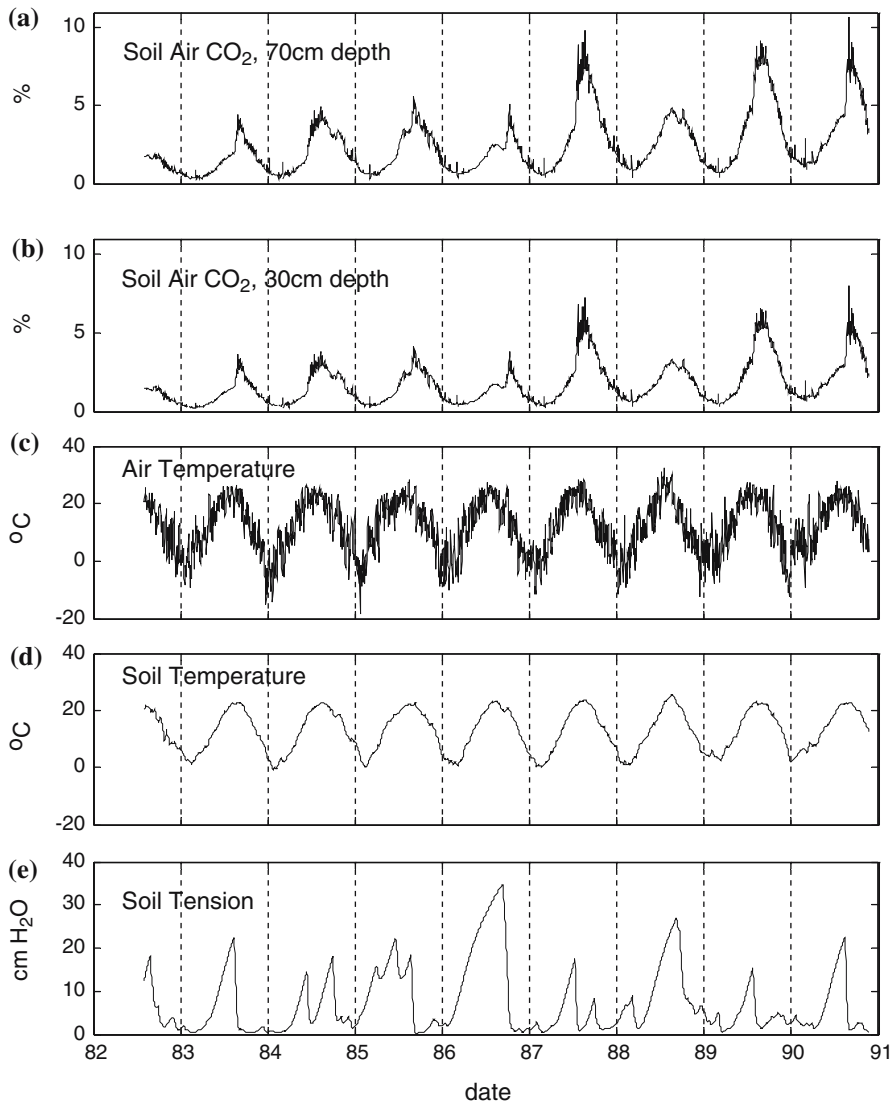 (a)
10
5
0
%
Soil Air CO₂, 70cm depth
(b)
10
5
0
%
Soil Air CO₂, 30cm depth
(c)
40
20
0
-20
ºC
Air Temperature
(d)
40
20
0
-20
ºC
Soil Temperature
(e)
40
30
20
10
0
cm H₂O
Soil Tension
82 83 84 85 86 87 88 89 90 91
date